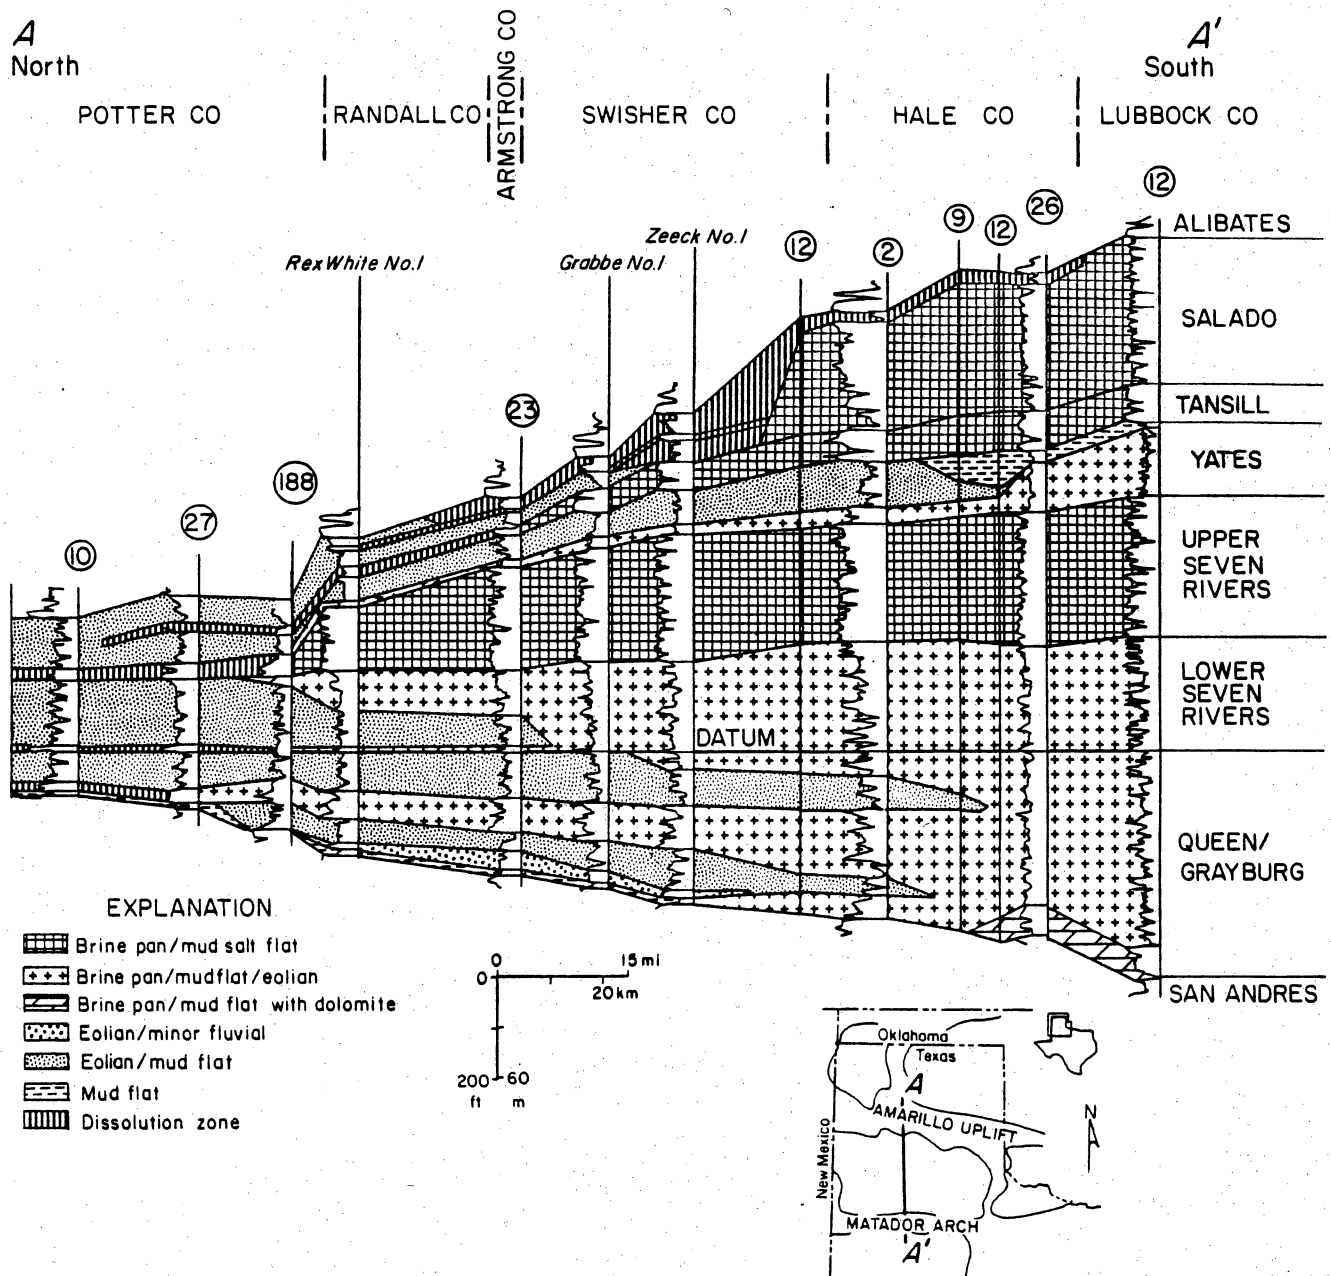 A
North
A'
South
POTTER CO
RANDALL CO
ARMSTRONG CO
SWISHER CO
HALE CO
LUBBOCK CO
Rex White No.1
Grabbe No.1
Zeeck No.1
10
27
188
23
12
2
9
12
26
12
ALIBATES
SALADO
TANSILL
YATES
UPPER
SEVEN
RIVERS
LOWER
SEVEN
RIVERS
DATUM
QUEEN/
GRAYBURG
SAN ANDRES
EXPLANATION
Brine pan/mud salt flat
Brine pan/mudflat/eolian
Brine pan/mud flat with dolomite
Eolian/minor fluvial
Eolian/mud flat
Mud flat
Dissolution zone
0 15 mi
0
20 km
200 60
ft m
Oklahoma
Texas
A
AMARILLO UPLIFT
New Mexico
MATADOR ARCH
A'
N